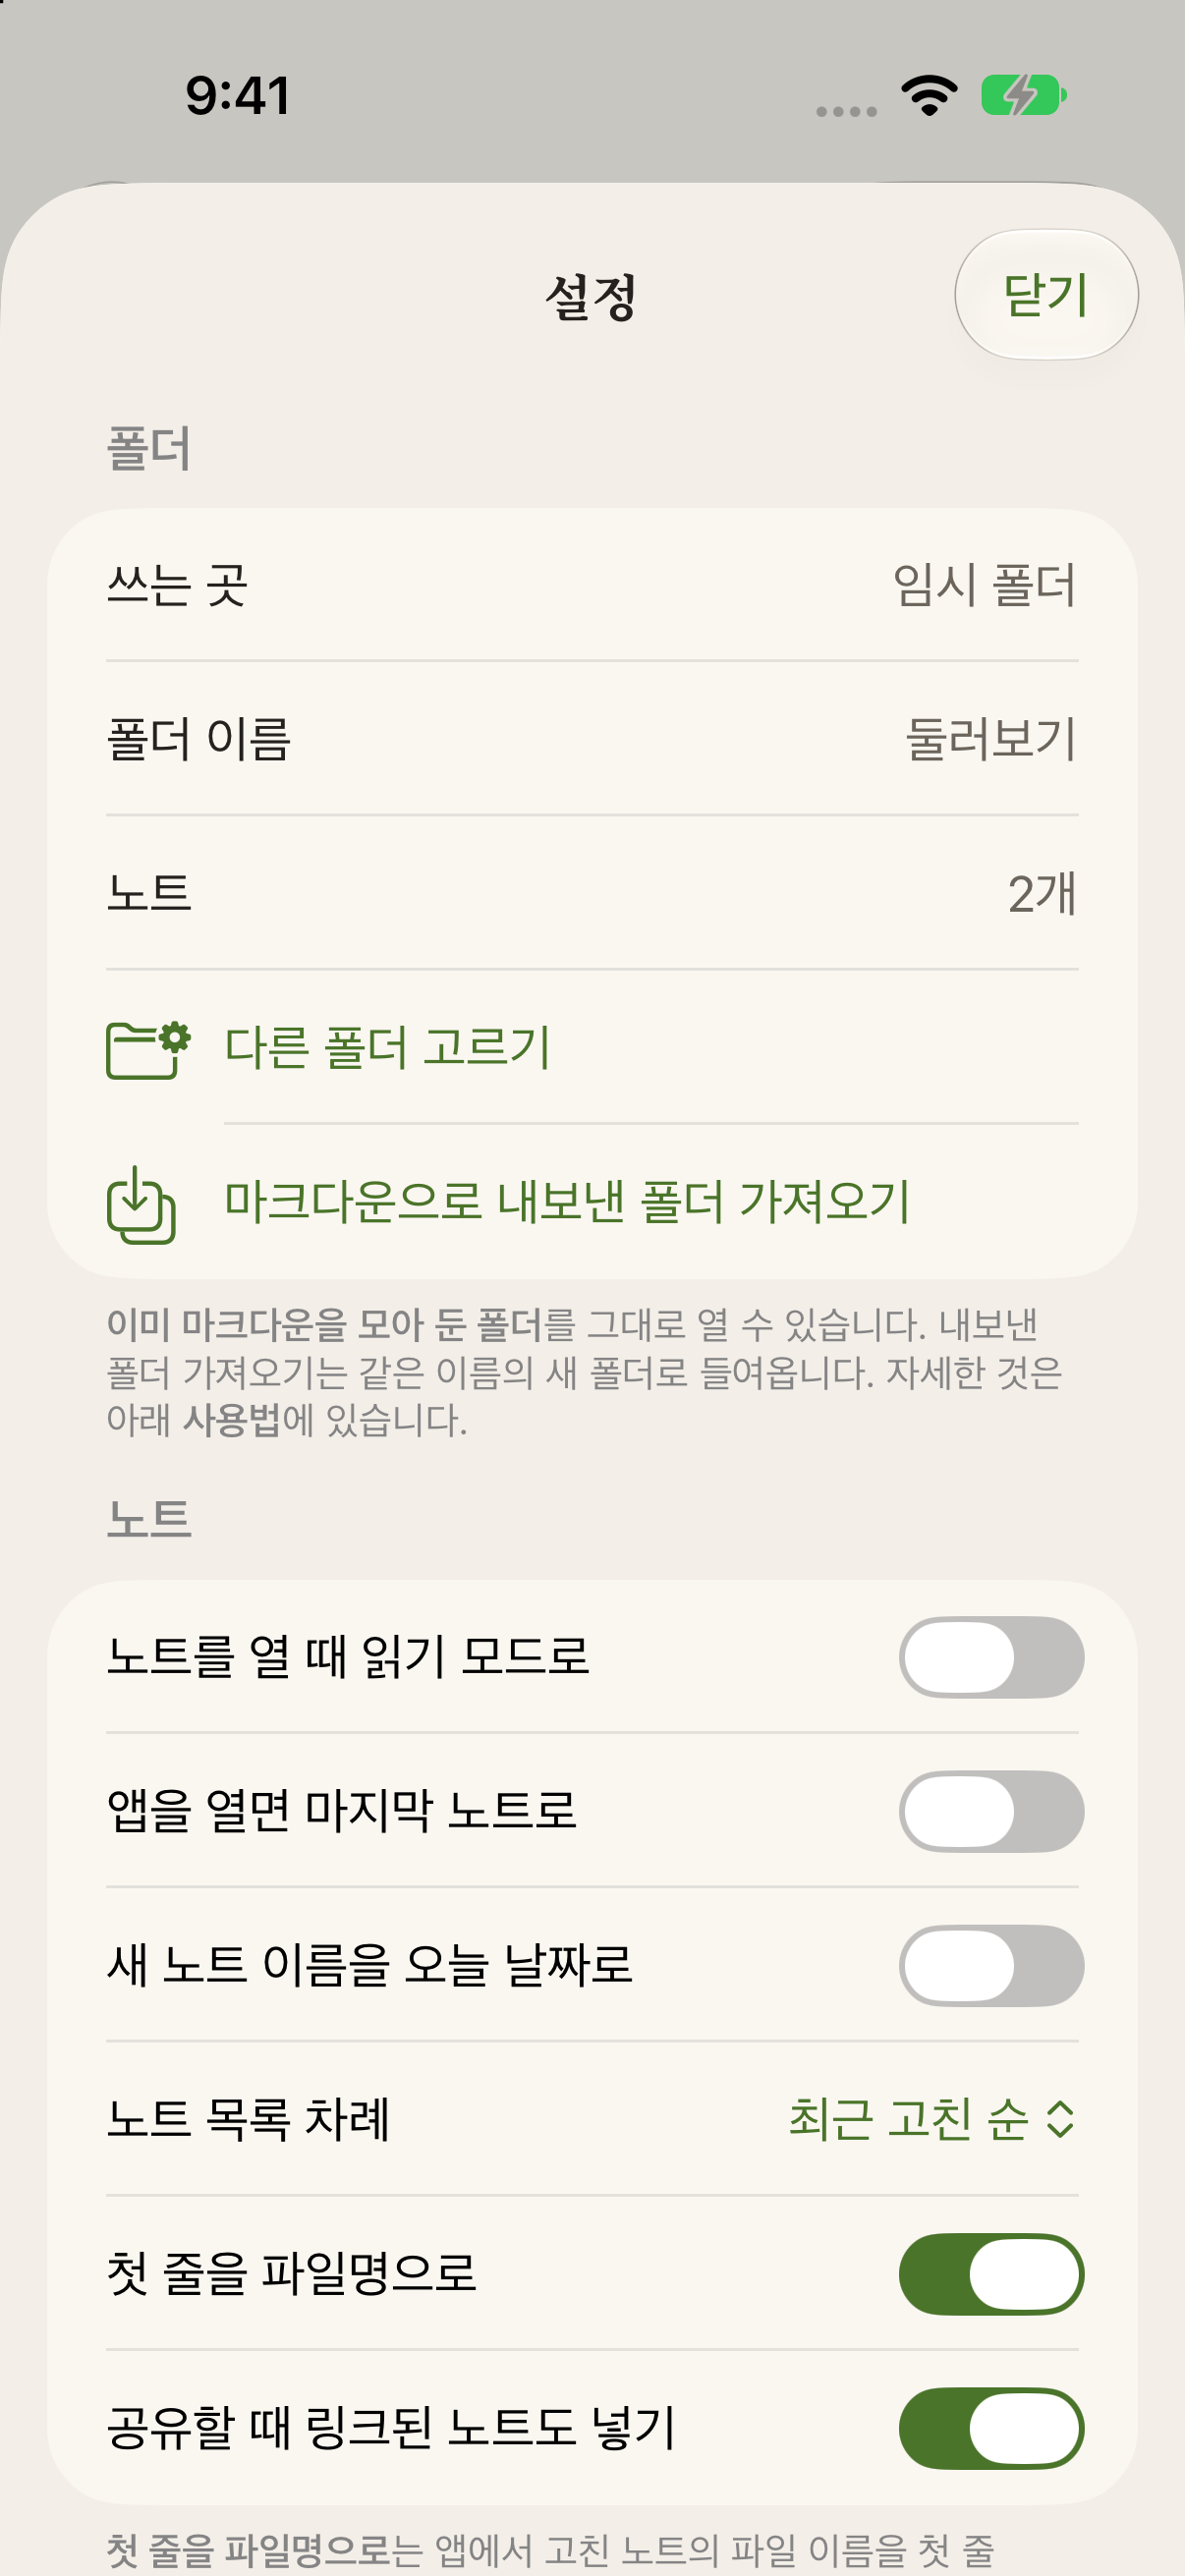 9:41
설정
닫기
폴더
쓰는 곳 임시 폴더
폴더 이름 둘러보기
노트 2개
다른 폴더 고르기
마크다운으로 내보낸 폴더 가져오기
이미 마크다운을 모아 둔 폴더를 그대로 열 수 있습니다. 내보낸
폴더 가져오기는 같은 이름의 새 폴더로 들여옵니다. 자세한 것은
아래 사용법에 있습니다.
노트
노트를 열 때 읽기 모드로
앱을 열면 마지막 노트로
새 노트 이름을 오늘 날짜로
노트 목록 차례 최근 고친 순
첫 줄을 파일명으로
공유할 때 링크된 노트도 넣기
첫 줄을 파일명으로는 앱에서 고친 노트의 파일 이름을 첫 줄